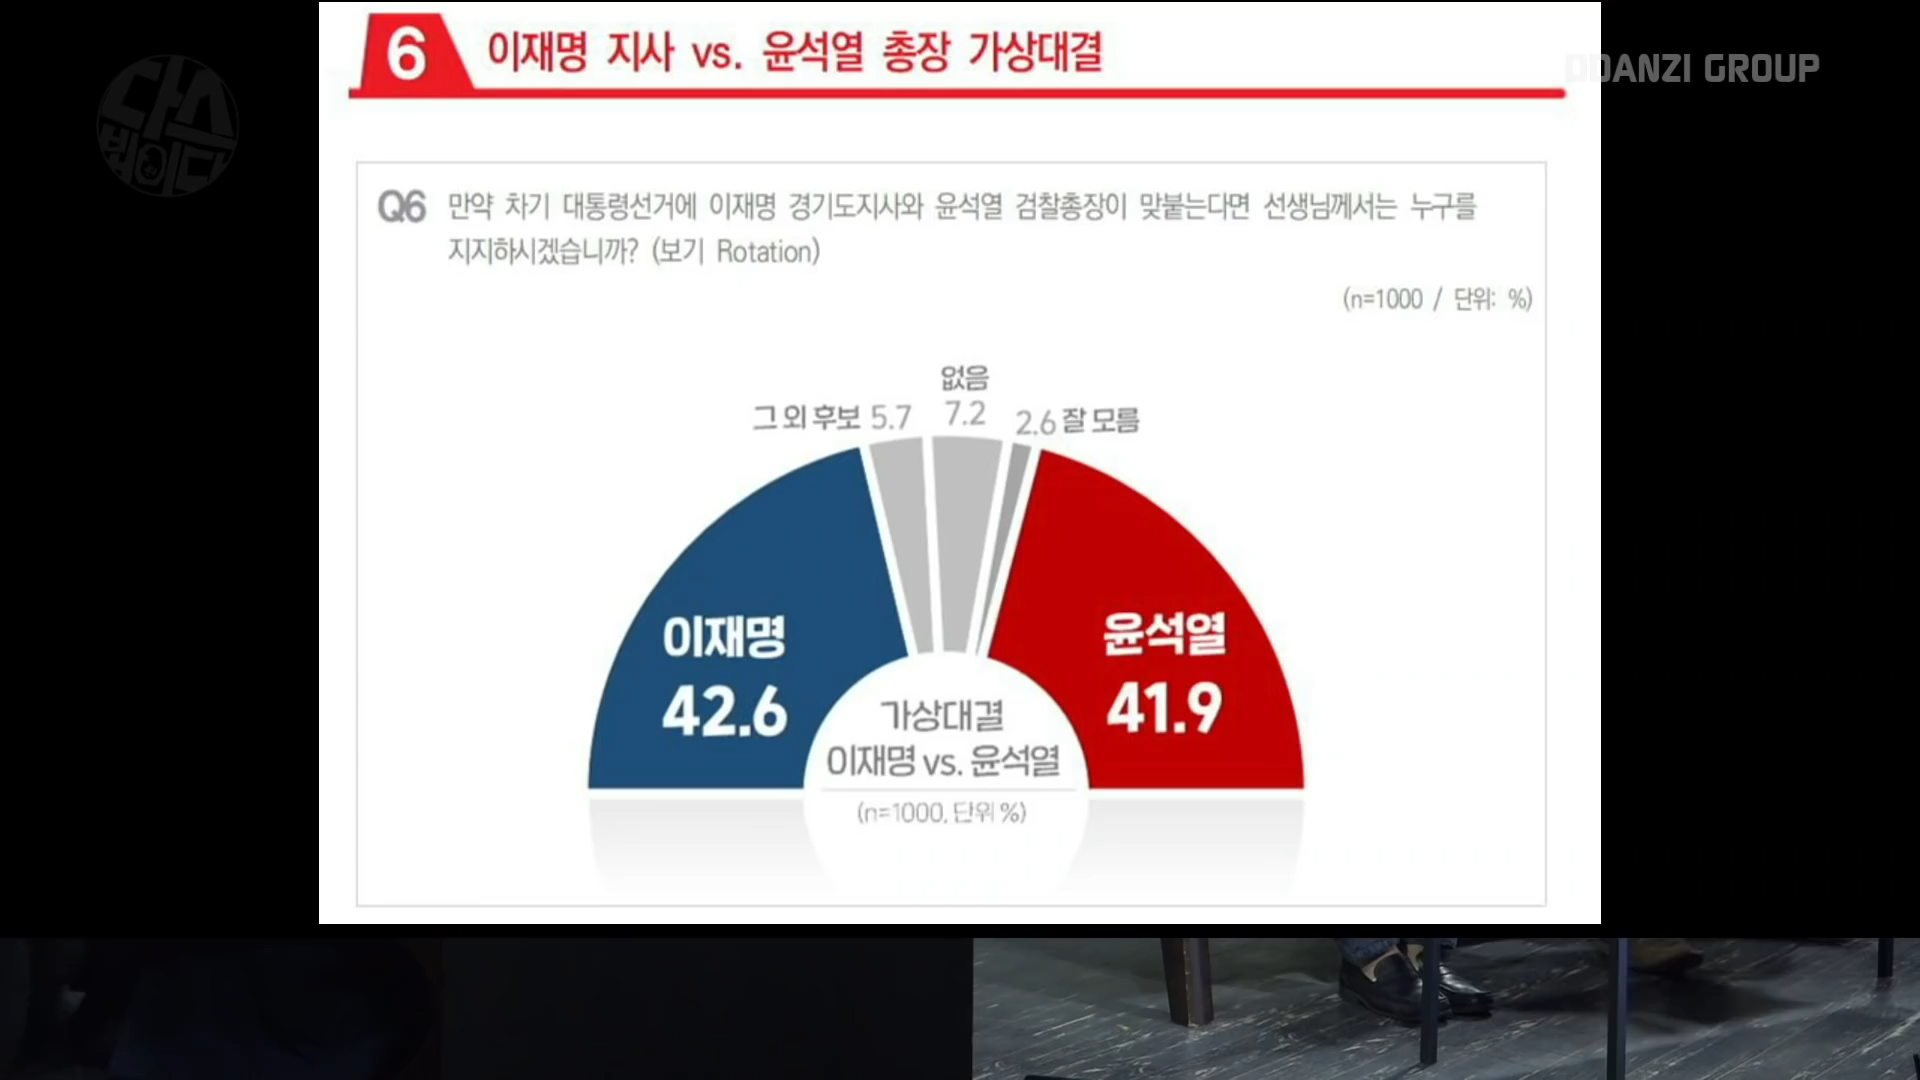 6 이재명 지사 vs. 윤석열 총장 가상대결
다스
뵈이다
DDANZI GROUP
Q6 만약 차기 대통령선거에 이재명 경기도지사와 윤석열 검찰총장이 맞붙는다면 선생님께서는 누구를
지지하시겠습니까? (보기 Rotation)
(n=1000 / 단위: %)
없음
그 외 후보 5.7 7.2 2.6 잘 모름
이재명
42.6
윤석열
41.9
가상대결
이재명 vs. 윤석열
(n=1000, 단위 %)